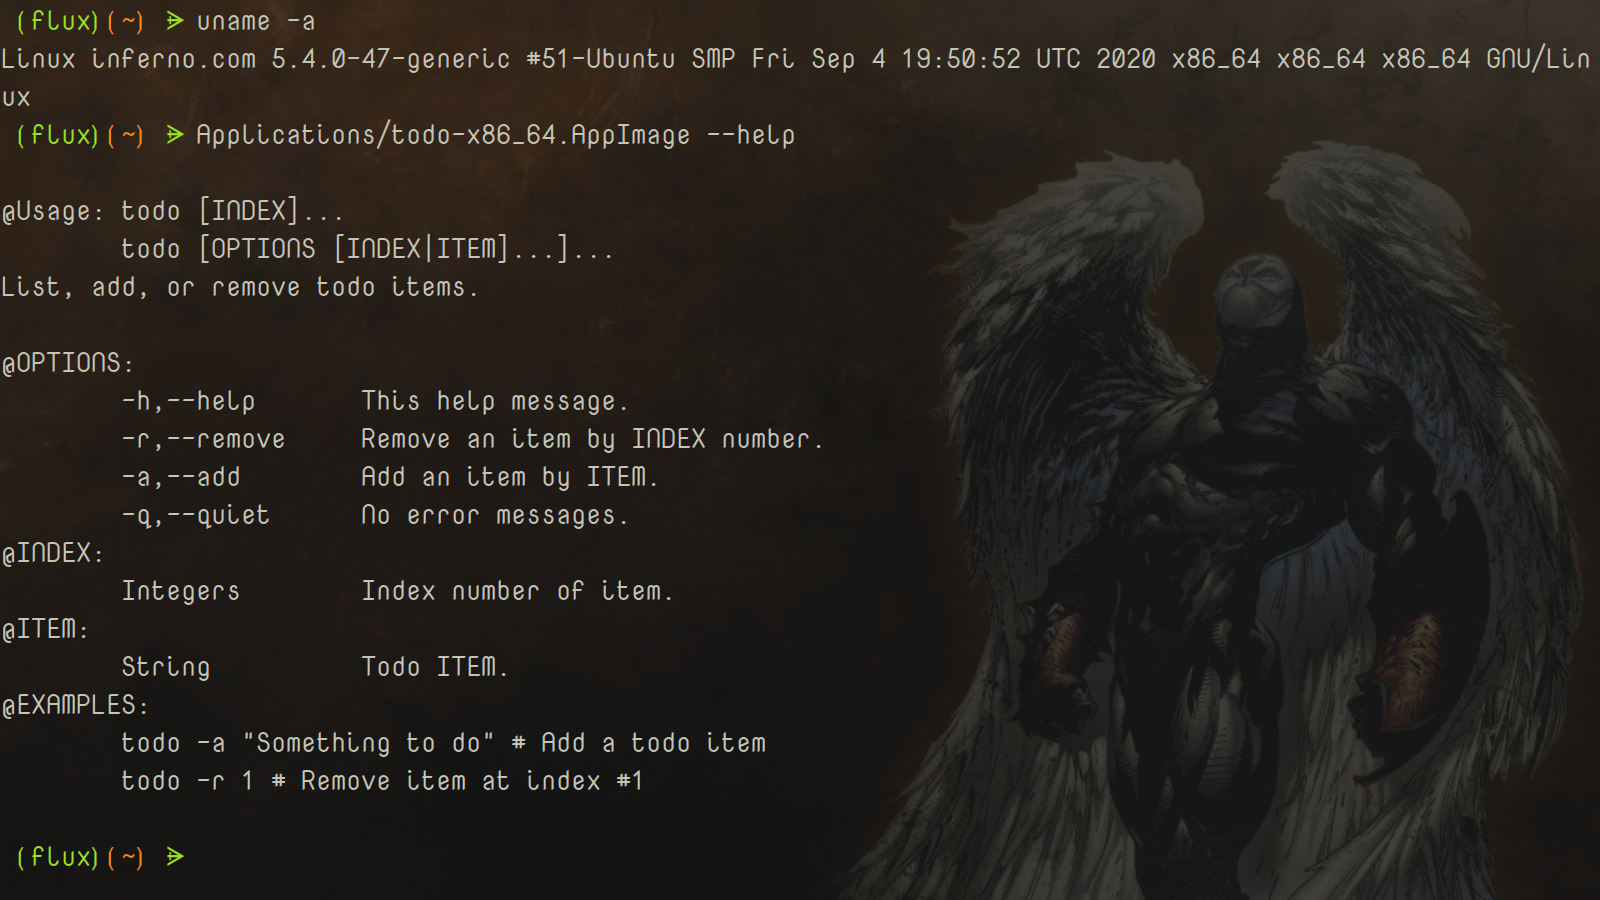 (flux)(~) ⋗ uname -a
Linux inferno.com 5.4.0-47-generic #51-Ubuntu SMP Fri Sep 4 19:50:52 UTC 2020 x86_64 x86_64 x86_64 GNU/Lin
ux
(flux)(~) ⋗ Applications/todo-x86_64.AppImage --help
@Usage: todo [INDEX]...
todo [OPTIONS [INDEX|ITEM]...]...
List, add, or remove todo items.
@OPTIONS:
-h,--help This help message.
-r,--remove Remove an item by INDEX number.
-a,--add Add an item by ITEM.
-q,--quiet No error messages.
@INDEX:
Integers Index number of item.
@ITEM:
String Todo ITEM.
@EXAMPLES:
todo -a "Something to do" # Add a todo item
todo -r 1 # Remove item at index #1
(flux)(~) ⋗